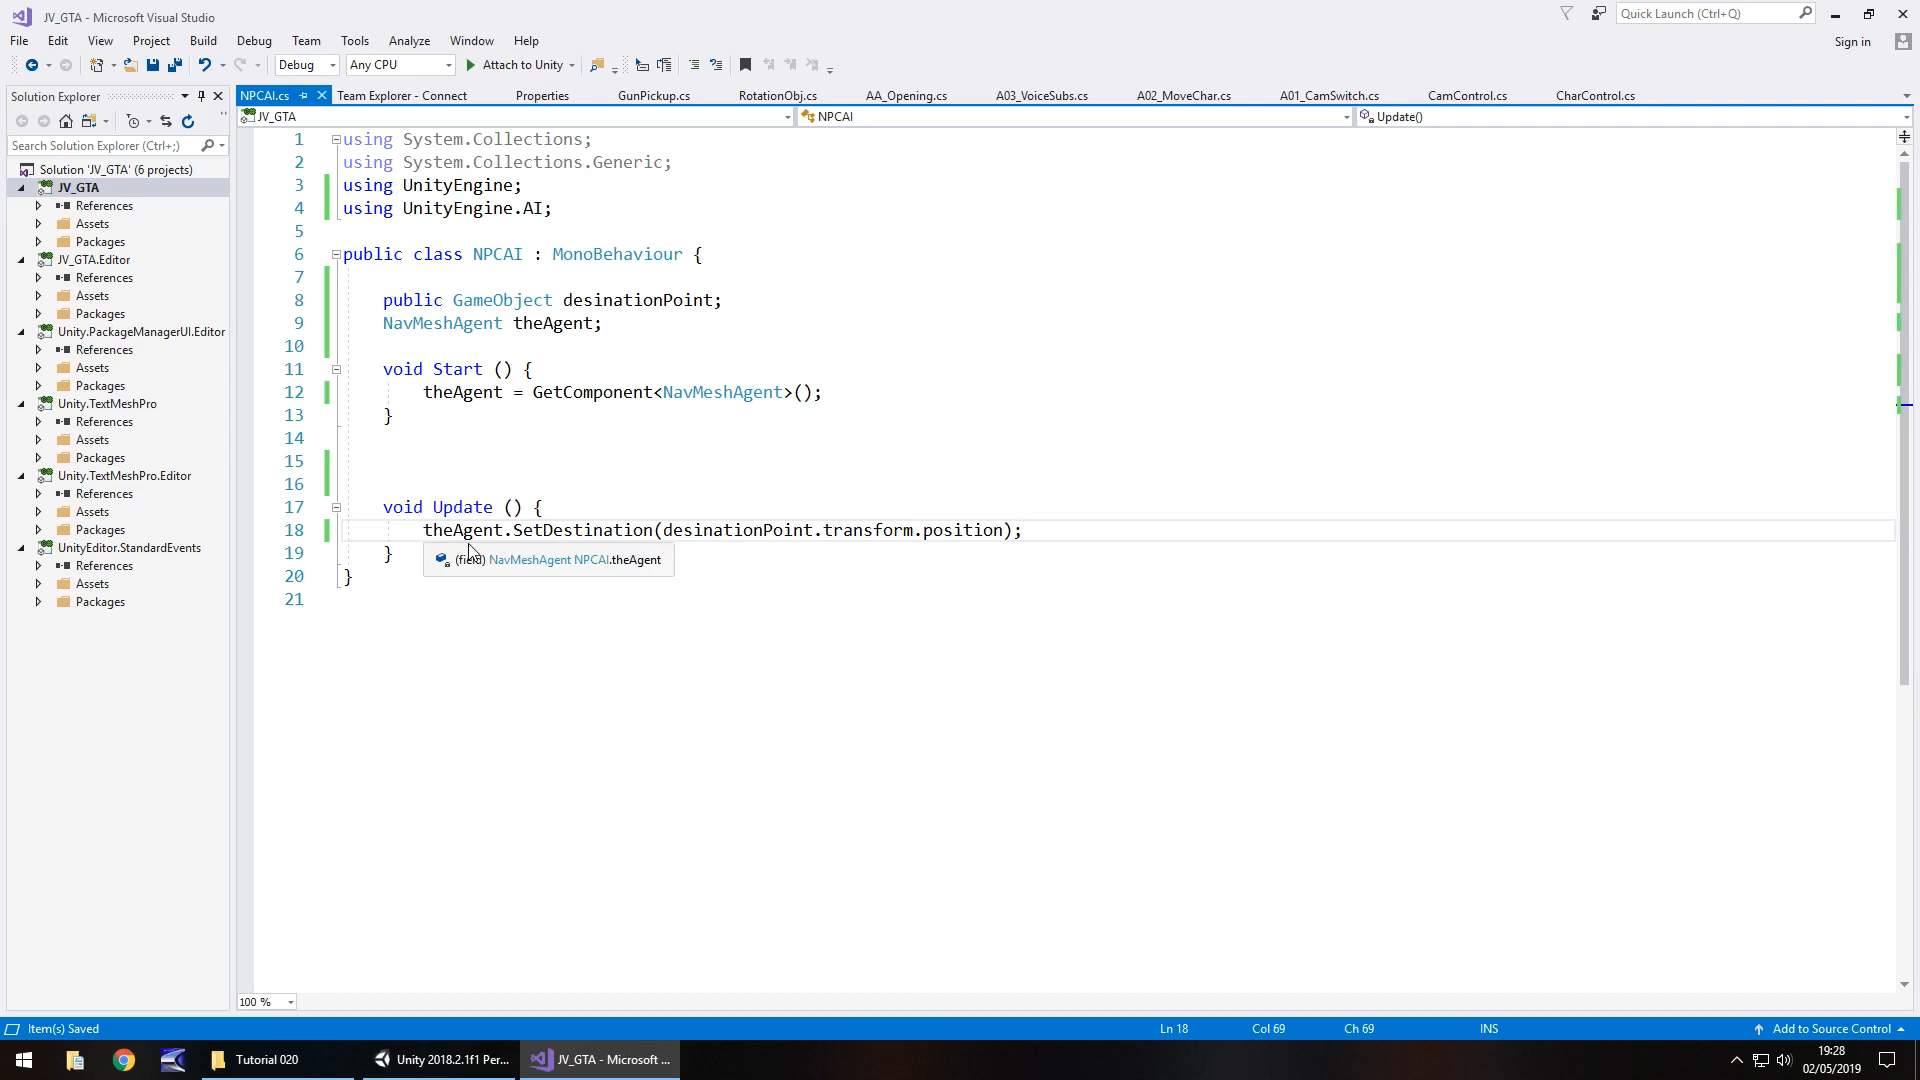 JV_GTA - Microsoft Visual Studio
Quick Launch (Ctrl+Q)
File Edit View Project Build Debug Team Tools Analyze Window Help
Sign in
Debug Any CPU Attach to Unity
Solution Explorer
Search Solution Explorer (Ctrl+;)
Solution 'JV_GTA' (6 projects)
JV_GTA
References
Assets
Packages
JV_GTA.Editor
References
Assets
Packages
Unity.PackageManagerUI.Editor
References
Assets
Packages
Unity.TextMeshPro
References
Assets
Packages
Unity.TextMeshPro.Editor
References
Assets
Packages
UnityEditor.StandardEvents
References
Assets
Packages
NPCAI.cs Team Explorer - Connect Properties GunPickup.cs RotationObj.cs AA_Opening.cs A03_VoiceSubs.cs A02_MoveChar.cs A01_CamSwitch.cs CamControl.cs CharControl.cs
JV_GTA NPCAI Update()
1 using System.Collections;
2 using System.Collections.Generic;
3 using UnityEngine;
4 using UnityEngine.AI;
5
6 public class NPCAI : MonoBehaviour {
7
8 public GameObject desinationPoint;
9 NavMeshAgent theAgent;
10
11 void Start () {
12 theAgent = GetComponent<NavMeshAgent>();
13 }
14
15
16
17 void Update () {
18 theAgent.SetDestination(desinationPoint.transform.position);
19 }
(field) NavMeshAgent NPCAI.theAgent
20 }
21
100 %
Item(s) Saved Ln 18 Col 69 Ch 69 INS Add to Source Control
Tutorial 020 Unity 2018.2.1f1 Per... JV_GTA - Microsoft ...
19:28
02/05/2019